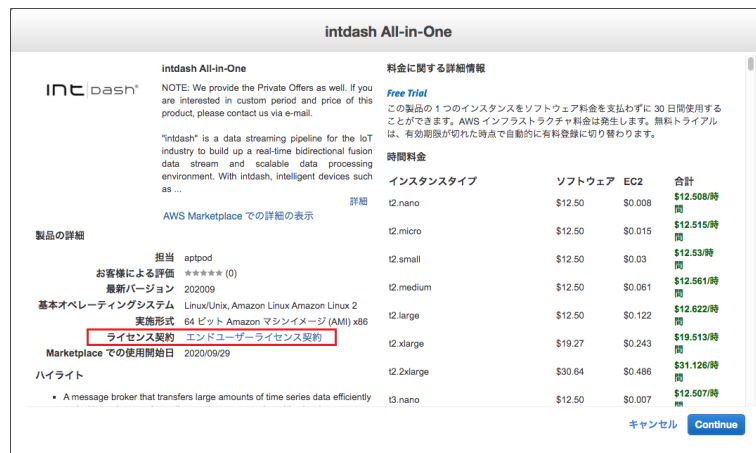 intdash All-in-One
intdash®
intdash All-in-One
NOTE: We provide the Private Offers as well. If you
are interested in custom period and price of this
product, please contact us via e-mail.
"intdash" is a data streaming pipeline for the IoT
industry to build up a real-time bidirectional fusion
data stream and scalable data processing
environment. With intdash, intelligent devices such
as ...
詳細
AWS Marketplace での詳細の表示
製品の詳細
担当 aptpod
お客様による評価 ★★★★★ (0)
最新バージョン 202009
基本オペレーティングシステム Linux/Unix, Amazon Linux Amazon Linux 2
実施形式 64 ビット Amazon マシンイメージ (AMI) x86
ライセンス契約 エンドユーザーライセンス契約
Marketplace での使用開始日 2020/09/29
ハイライト
• A message broker that transfers large amounts of time series data efficiently
料金に関する詳細情報
Free Trial
この製品の 1 つのインスタンスをソフトウェア料金を支払わずに 30 日間使用する
ことができます。AWS インフラストラクチャ料金は発生します。無料トライアル
は、有効期限が切れた時点で自動的に有料登録に切り替わります。
時間料金
インスタンスタイプ ソフトウェア EC2 合計
t2.nano $12.50 $0.008 $12.508/時
間
t2.micro $12.50 $0.015 $12.515/時
間
t2.small $12.50 $0.03 $12.53/時
間
t2.medium $12.50 $0.061 $12.561/時
間
t2.large $12.50 $0.122 $12.622/時
間
t2.xlarge $19.27 $0.243 $19.513/時
間
t2.2xlarge $30.64 $0.486 $31.126/時
間
t3.nano $12.50 $0.007 $12.507/時
キャンセル Continue